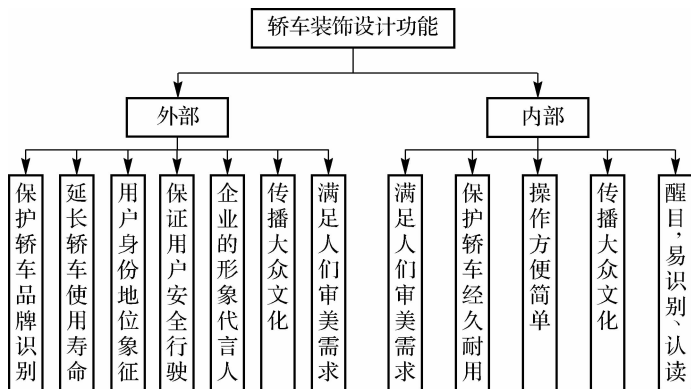 轿车装饰设计功能
外部
内部
保护轿车品牌识别
延长轿车使用寿命
用户身份地位象征
保证用户安全行驶
企业的形象代言人
传播大众文化
满足人们审美需求
满足人们审美需求
保护轿车经久耐用
操作方便简单
传播大众文化
醒目,易识别、认读